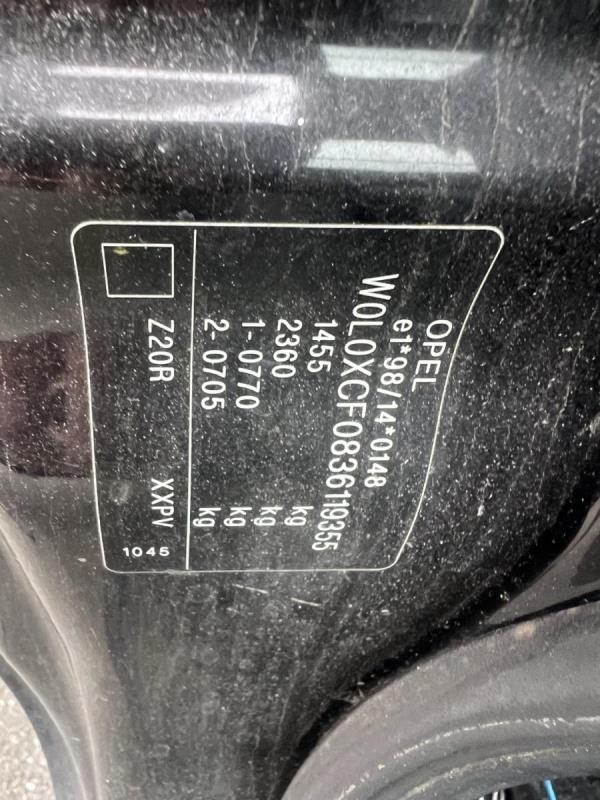 OPEL
e1*98/14*0148
W0L0XCF0836119355
1455 kg
2360 kg
1- 0770 kg
2- 0705 kg
Z20R XXPV
1045